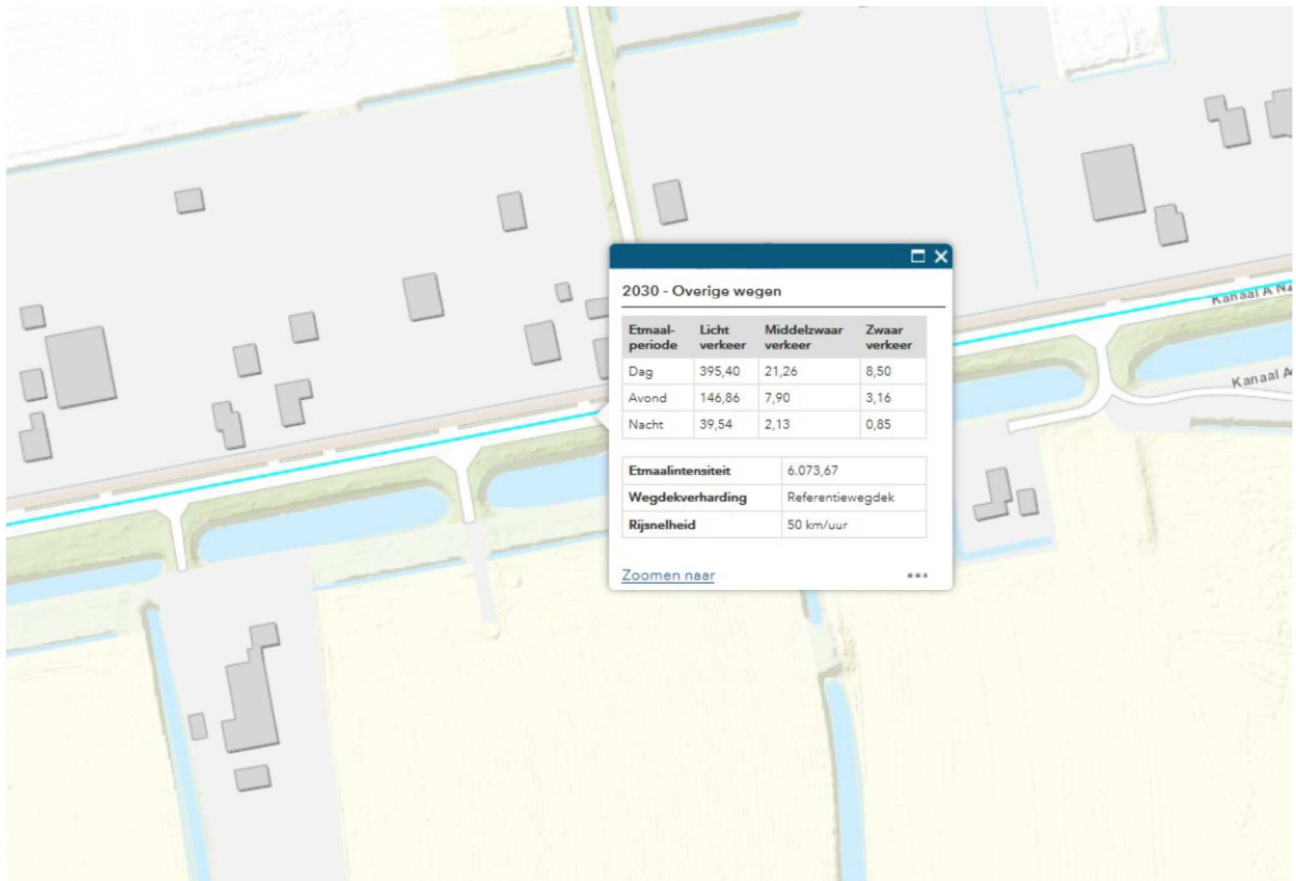 2030 - Overige wegen
Etmaal-
periode
Licht
verkeer
Middelzwaar
verkeer
Zwaar
verkeer
Dag 395,40 21,26 8,50
Avond 146,86 7,90 3,16
Nacht 39,54 2,13 0,85
Etmaalintensiteit 6.073,67
Wegdekverharding Referentiewegdek
Rijsnelheid 50 km/uur
Zoomen naar
Kanaal A
Kanaal A